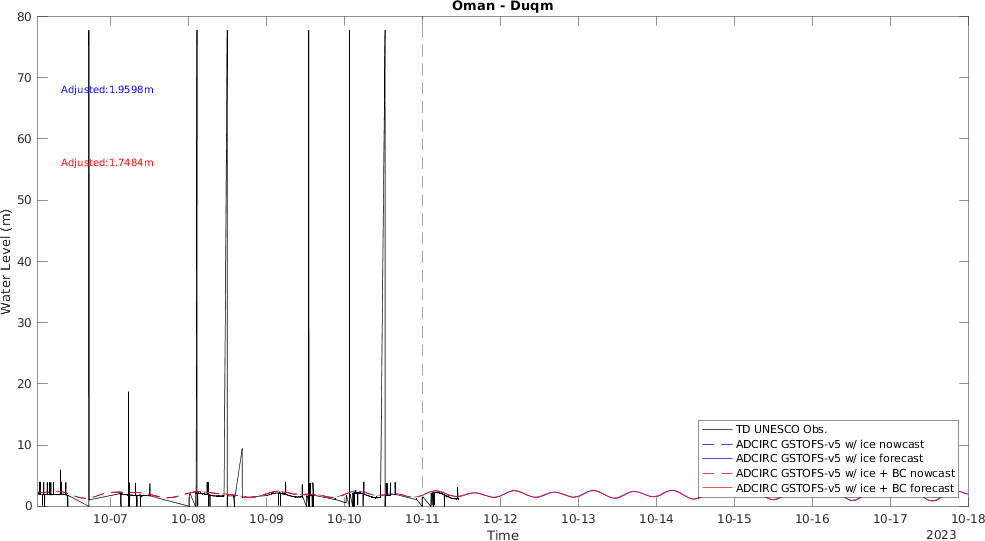 Oman - Duqm
80
70
60
50
40
30
20
10
0
Water Level (m)
Adjusted:1.9598m
Adjusted:1.7484m
TD UNESCO Obs.
ADCIRC GSTOFS-v5 w/ ice nowcast
ADCIRC GSTOFS-v5 w/ ice forecast
ADCIRC GSTOFS-v5 w/ ice + BC nowcast
ADCIRC GSTOFS-v5 w/ ice + BC forecast
10-07 10-08 10-09 10-10 10-11 10-12 10-13 10-14 10-15 10-16 10-17 10-18
Time
2023